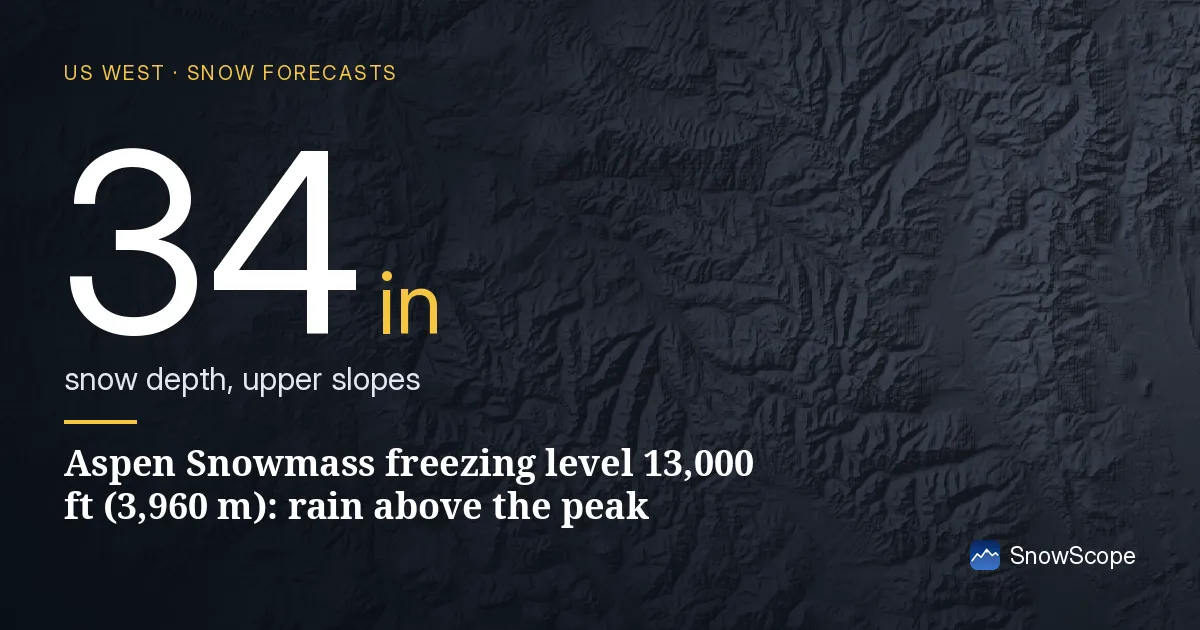 US WEST · SNOW FORECASTS
34 in
snow depth, upper slopes
Aspen Snowmass freezing level 13,000
ft (3,960 m): rain above the peak
SnowScope